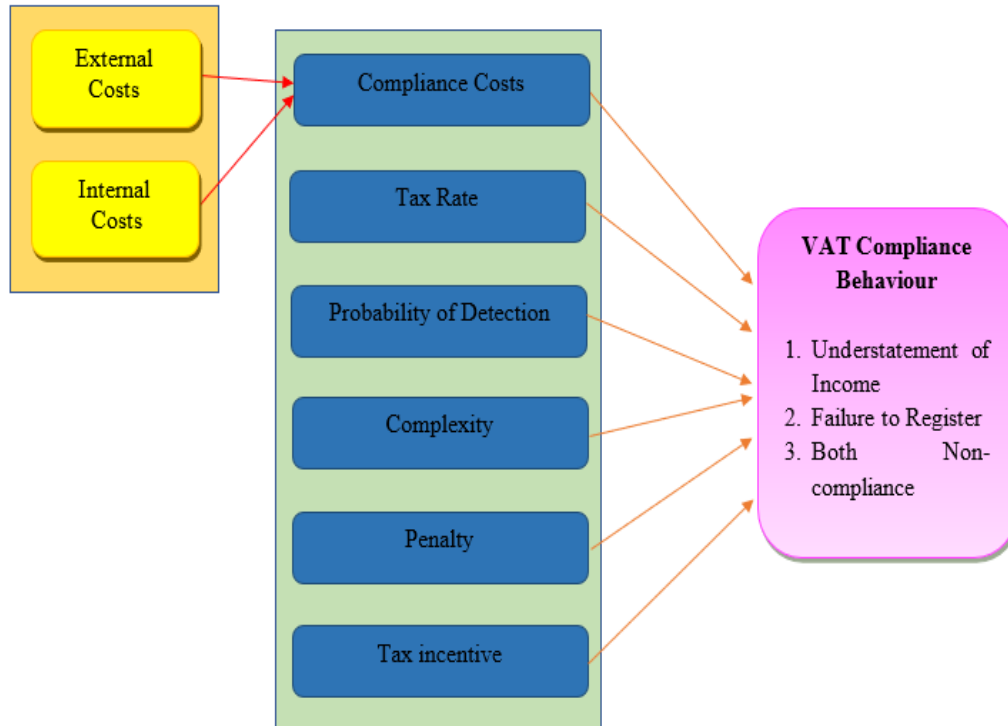 External
Costs
Internal
Costs
Compliance Costs
Tax Rate
Probability of Detection
Complexity
Penalty
Tax incentive
VAT Compliance
Behaviour
1. Understatement of
Income
2. Failure to Register
3. Both Non-
compliance